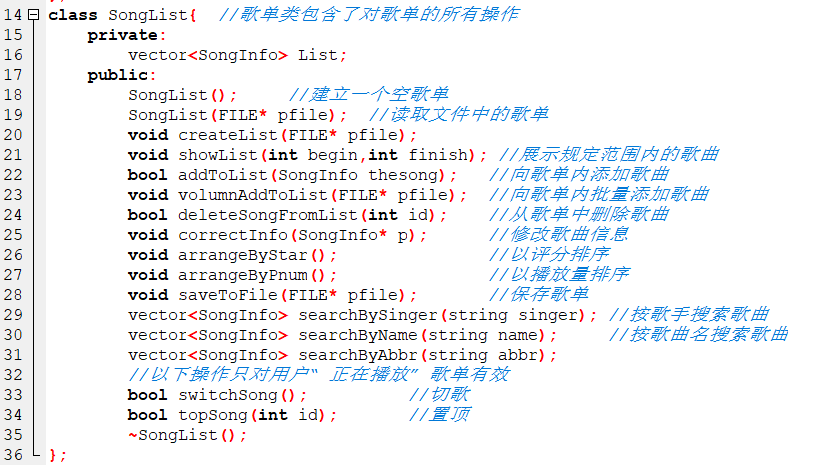 14 class SongList{  //歌单类包含了对歌单的所有操作
15 private:
16 vector<SongInfo> List;
17 public:
18 SongList();     //建立一个空歌单
19 SongList(FILE* pfile);  //读取文件中的歌单
20 void createList(FILE* pfile);
21 void showList(int begin,int finish); //展示规定范围内的歌曲
22 bool addToList(SongInfo thesong);   //向歌单内添加歌曲
23 void volumnAddToList(FILE* pfile);  //向歌单内批量添加歌曲
24 bool deleteSongFromList(int id);    //从歌单中删除歌曲
25 void correctInfo(SongInfo* p);      //修改歌曲信息
26 void arrangeByStar();               //以评分排序
27 void arrangeByPnum();               //以播放量排序
28 void saveToFile(FILE* pfile);       //保存歌单
29 vector<SongInfo> searchBySinger(string singer); //按歌手搜索歌曲
30 vector<SongInfo> searchByName(string name);     //按歌曲名搜索歌曲
31 vector<SongInfo> searchByAbbr(string abbr);
32 //以下操作只对用户“正在播放”歌单有效
33 bool switchSong();          //切歌
34 bool topSong(int id);       //置顶
35 ~SongList();
36 };